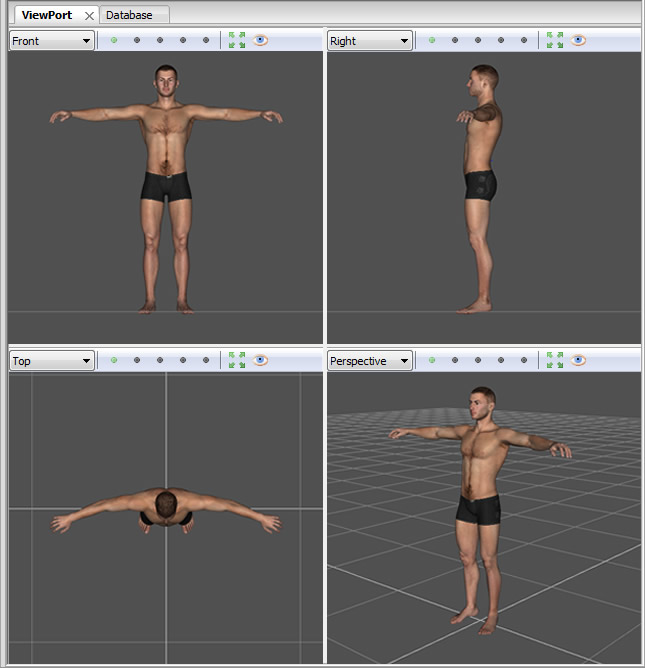 ViewPort
Database
Front
Right
Top
Perspective